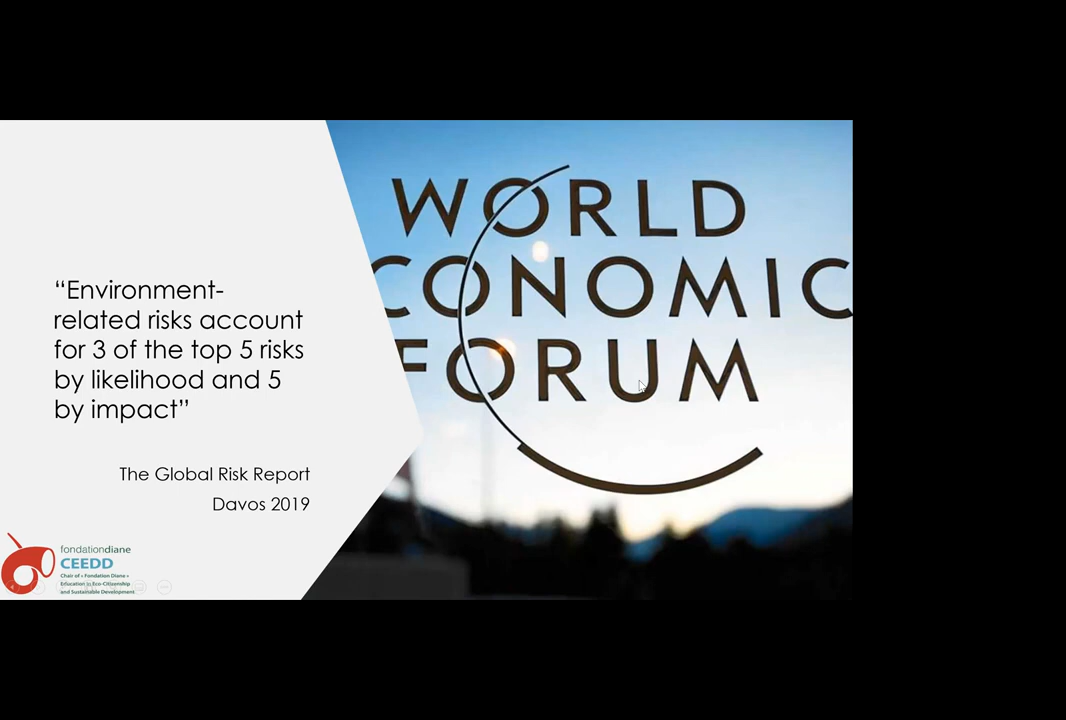 “Environment-
related risks account
for 3 of the top 5 risks
by likelihood and 5
by impact”
The Global Risk Report
Davos 2019
fondationdiane
CEEDD
Chair of « Fondation Diane »
Education in Eco-Citizenship
and Sustainable Development
WORLD
CONOMIC
FORUM